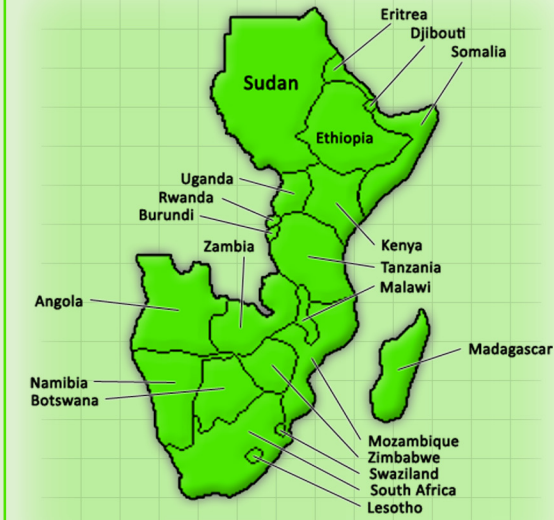 Eritrea
Djibouti
Somalia
Sudan
Ethiopia
Uganda
Rwanda
Burundi
Zambia
Kenya
Tanzania
Malawi
Angola
Madagascar
Namibia
Botswana
Mozambique
Zimbabwe
Swaziland
South Africa
Lesotho